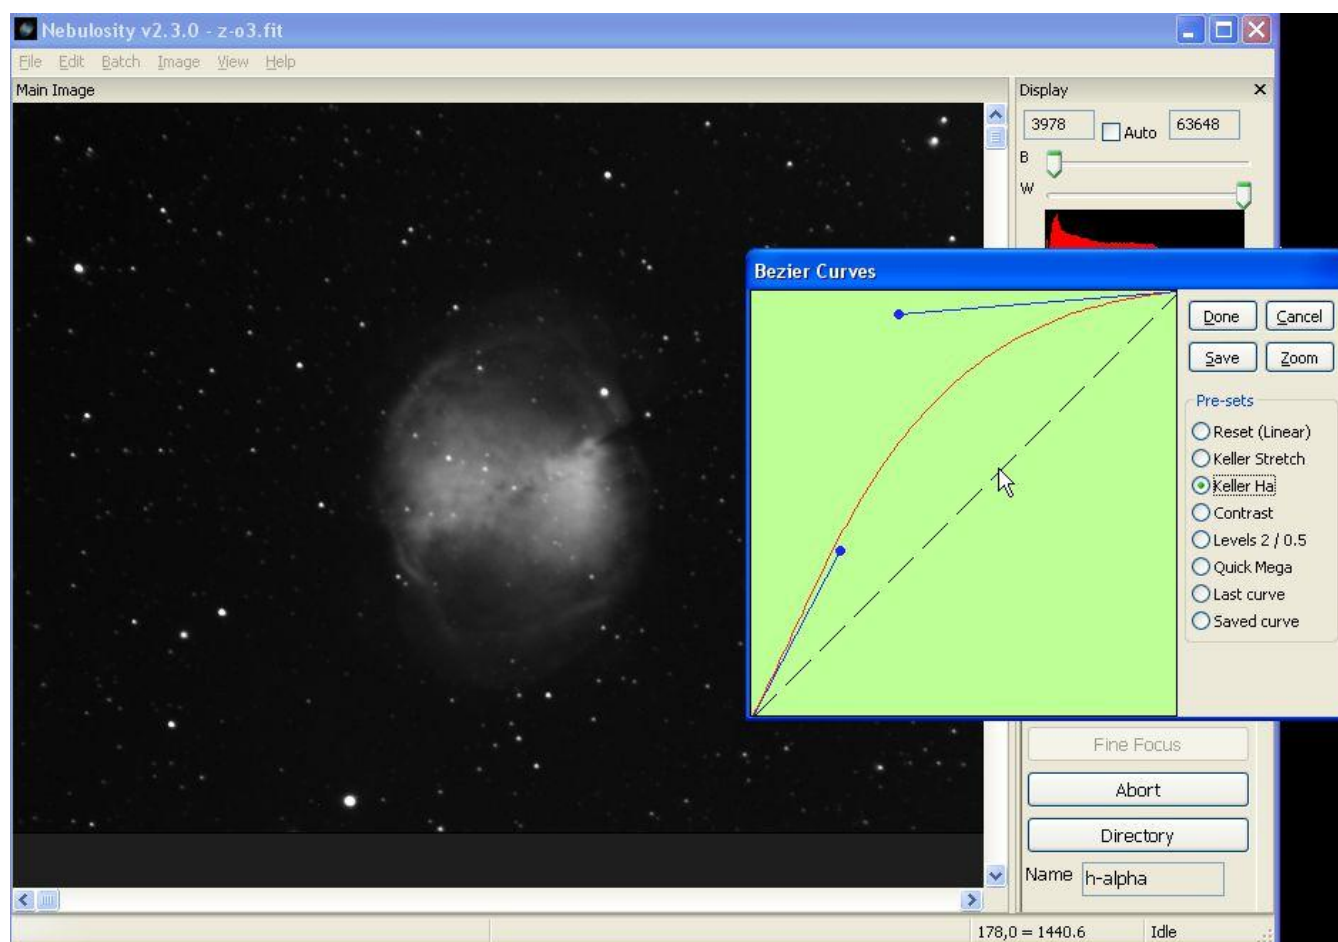 Nebulosity v2.3.0 - z-o3.fit
File Edit Batch Image View Help
Main Image
Display
3978 Auto 63648
B
W
Bezier Curves
Done Cancel
Save Zoom
Pre-sets
Reset (Linear)
Keller Stretch
Keller Ha
Contrast
Levels 2 / 0.5
Quick Mega
Last curve
Saved curve
Fine Focus
Abort
Directory
Name h-alpha
178,0 = 1440.6 Idle